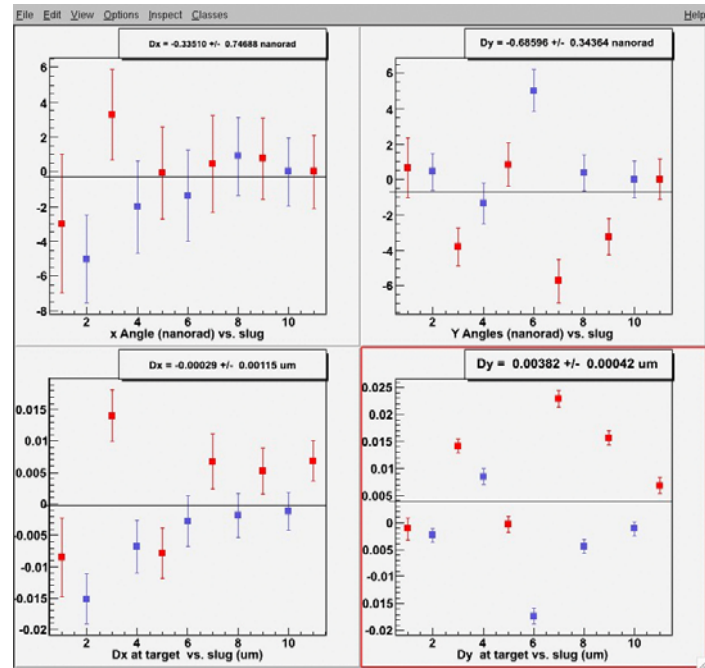 File Edit View Options Inspect Classes Help
Dx = -0.33510 +/- 0.74688 nanorad
6
4
2
0
-2
-4
-6
-8
2 4 6 8 10
x Angle (nanorad) vs. slug
Dy = -0.68596 +/- 0.34364 nanorad
6
4
2
0
-2
-4
-6
2 4 6 8 10
Y Angles (nanorad) vs. slug
Dx = -0.00029 +/- 0.00115 um
0.015
0.01
0.005
0
-0.005
-0.01
-0.015
-0.02
2 4 6 8 10
Dx at target vs. slug (um)
Dy = 0.00382 +/- 0.00042 um
0.025
0.02
0.015
0.01
0.005
0
0.005
-0.01
0.015
-0.02
2 4 6 8 10
Dy at target vs. slug (um)